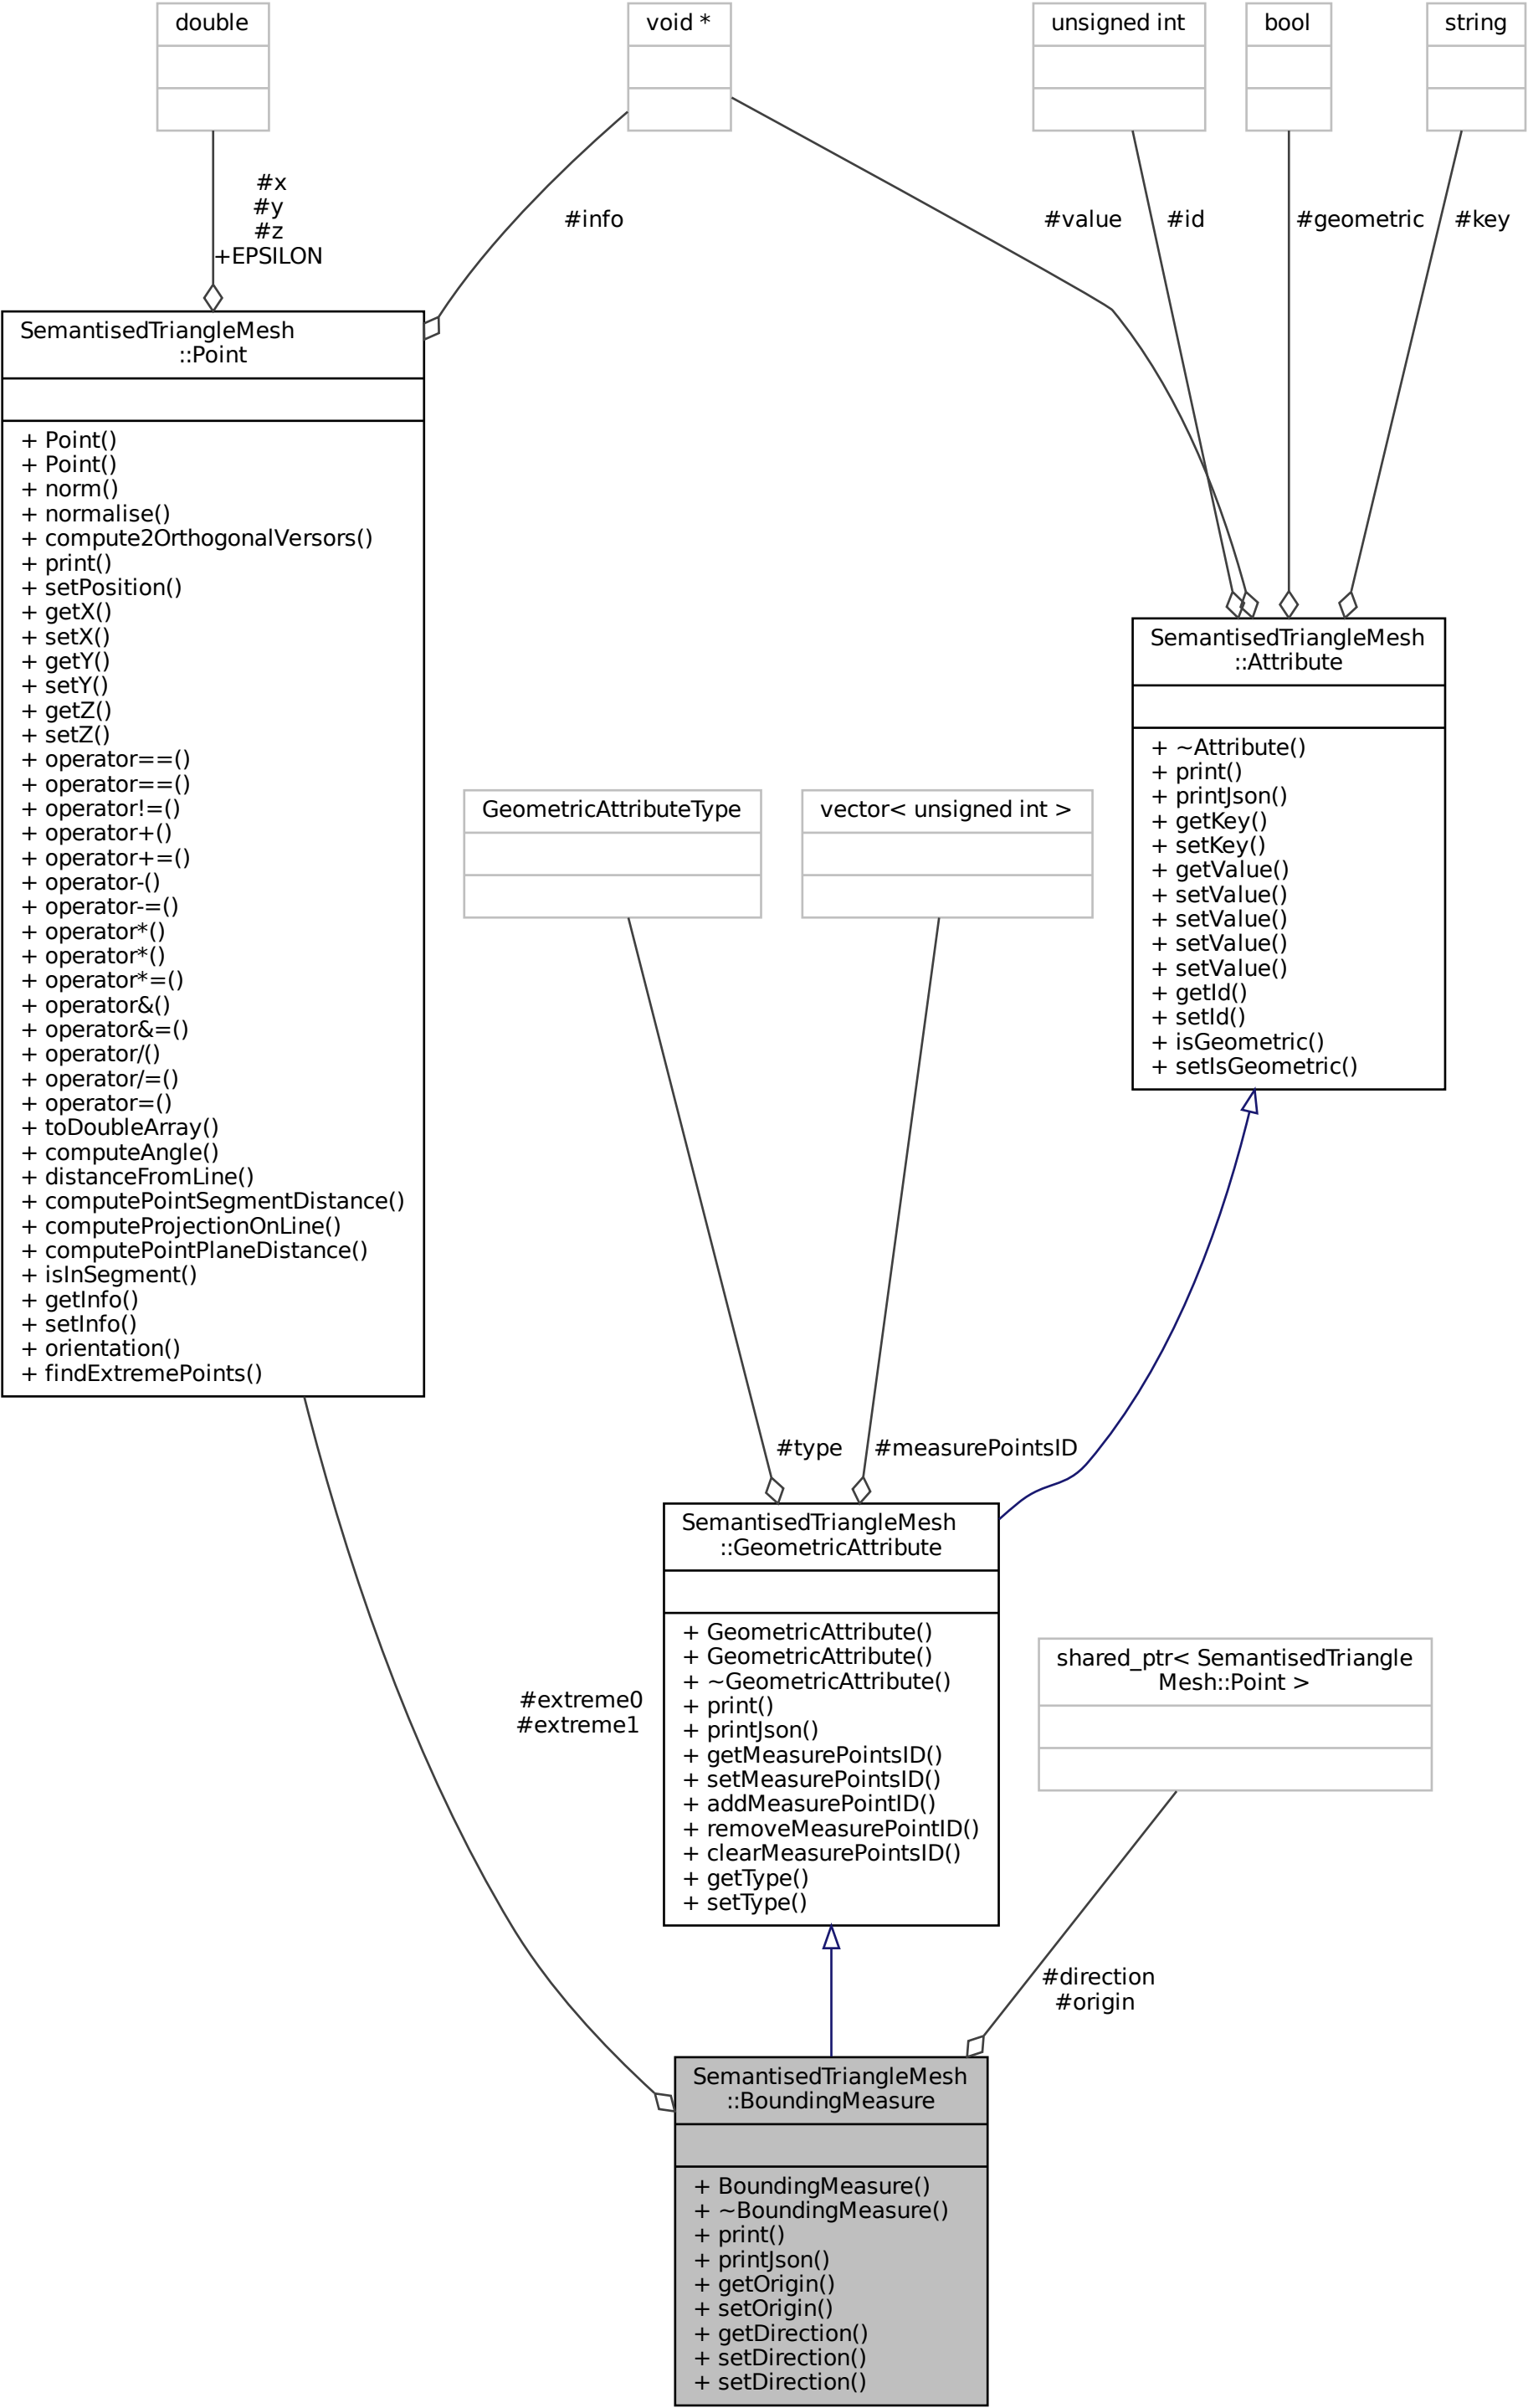 double
void *
unsigned int
bool
string
#x
#y
#z
+EPSILON
#info
#value
#id
#geometric
#key
SemantisedTriangleMesh
::Point
+ Point()
+ Point()
+ norm()
+ normalise()
+ compute2OrthogonalVersors()
+ print()
+ setPosition()
+ getX()
+ setX()
+ getY()
+ setY()
+ getZ()
+ setZ()
+ operator==()
+ operator==()
+ operator!=()
+ operator+()
+ operator+=()
+ operator-()
+ operator-=()
+ operator*()
+ operator*()
+ operator*=()
+ operator&()
+ operator&=()
+ operator/()
+ operator/=()
+ operator=()
+ toDoubleArray()
+ computeAngle()
+ distanceFromLine()
+ computePointSegmentDistance()
+ computeProjectionOnLine()
+ computePointPlaneDistance()
+ isInSegment()
+ getInfo()
+ setInfo()
+ orientation()
+ findExtremePoints()
SemantisedTriangleMesh
::Attribute
+ ~Attribute()
+ print()
+ printJson()
+ getKey()
+ setKey()
+ getValue()
+ setValue()
+ setValue()
+ setValue()
+ setValue()
+ getId()
+ setId()
+ isGeometric()
+ setIsGeometric()
GeometricAttributeType
vector< unsigned int >
#type
#measurePointsID
SemantisedTriangleMesh
::GeometricAttribute
+ GeometricAttribute()
+ GeometricAttribute()
+ ~GeometricAttribute()
+ print()
+ printJson()
+ getMeasurePointsID()
+ setMeasurePointsID()
+ addMeasurePointID()
+ removeMeasurePointID()
+ clearMeasurePointsID()
+ getType()
+ setType()
#extreme0
#extreme1
shared_ptr< SemantisedTriangle
Mesh::Point >
#direction
#origin
SemantisedTriangleMesh
::BoundingMeasure
+ BoundingMeasure()
+ ~BoundingMeasure()
+ print()
+ printJson()
+ getOrigin()
+ setOrigin()
+ getDirection()
+ setDirection()
+ setDirection()